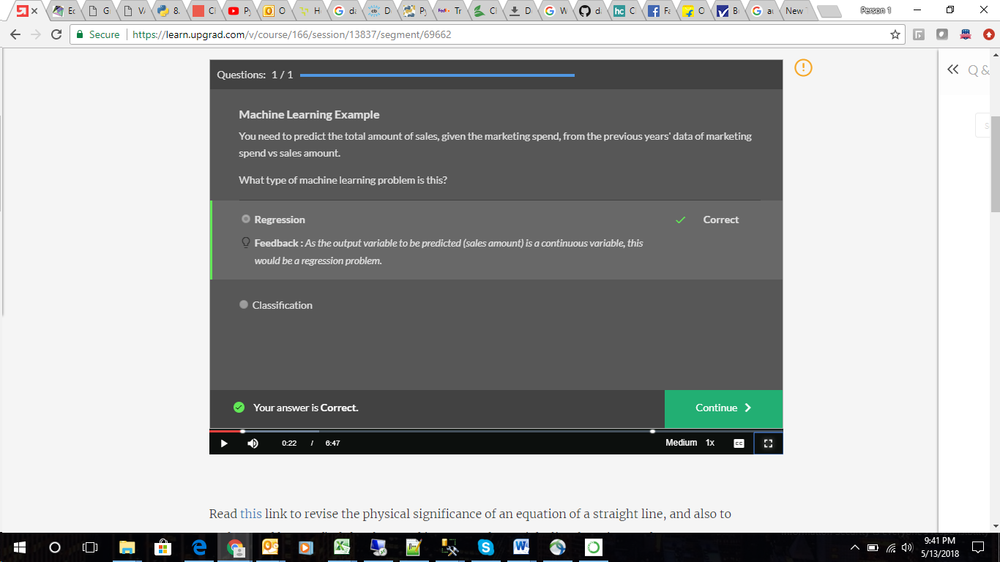 Person 1
New
Secure
https://learn.upgrad.com/v/course/166/session/13837/segment/69662
Questions: 1 / 1
Q &
Machine Learning Example
You need to predict the total amount of sales, given the marketing spend, from the previous years' data of marketing
spend vs sales amount.
What type of machine learning problem is this?
Regression
Correct
Feedback : As the output variable to be predicted (sales amount) is a continuous variable, this
would be a regression problem.
Classification
Your answer is Correct.
Continue
0:22 / 6:47
Medium 1x
CC
Read this link to revise the physical significance of an equation of a straight line, and also to
9:41 PM
5/13/2018